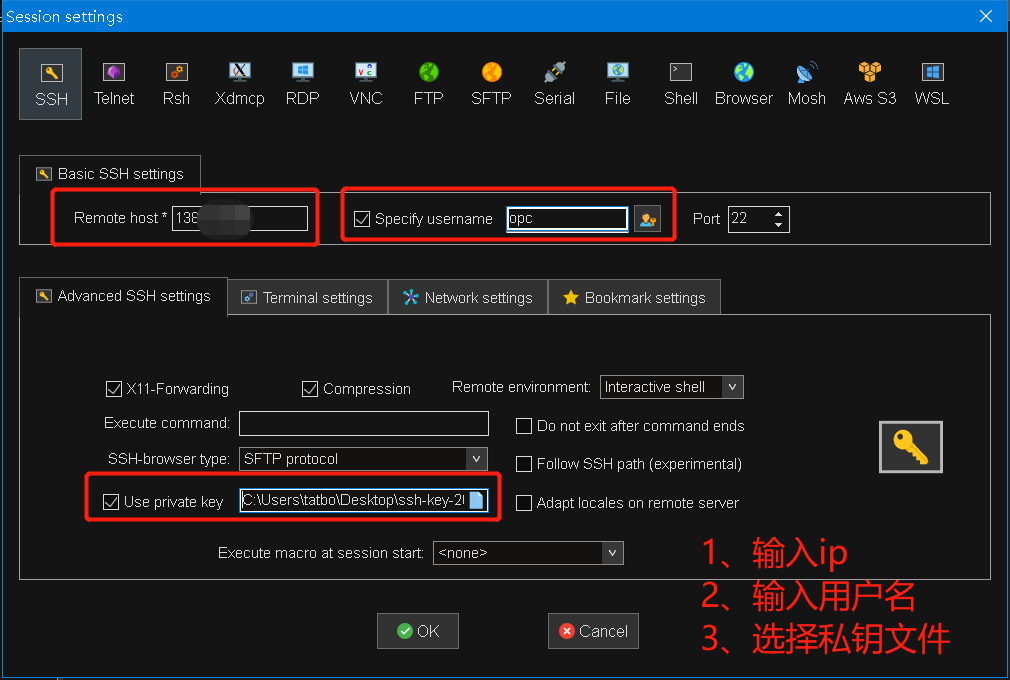 Session settings
SSH Telnet Rsh Xdmcp RDP VNC FTP SFTP Serial File Shell Browser Mosh Aws S3 WSL
Basic SSH settings
Remote host * 138 Specify username opc Port 22
Advanced SSH settings Terminal settings Network settings Bookmark settings
X11-Forwarding Compression Remote environment: Interactive shell
Execute command: Do not exit after command ends
SSH-browser type: SFTP protocol Follow SSH path (experimental)
Use private key C:\Users\tatbo\Desktop\ssh-key-2 Adapt locales on remote server
Execute macro at session start: <none>
1、输入ip
2、输入用户名
3、选择私钥文件
OK Cancel